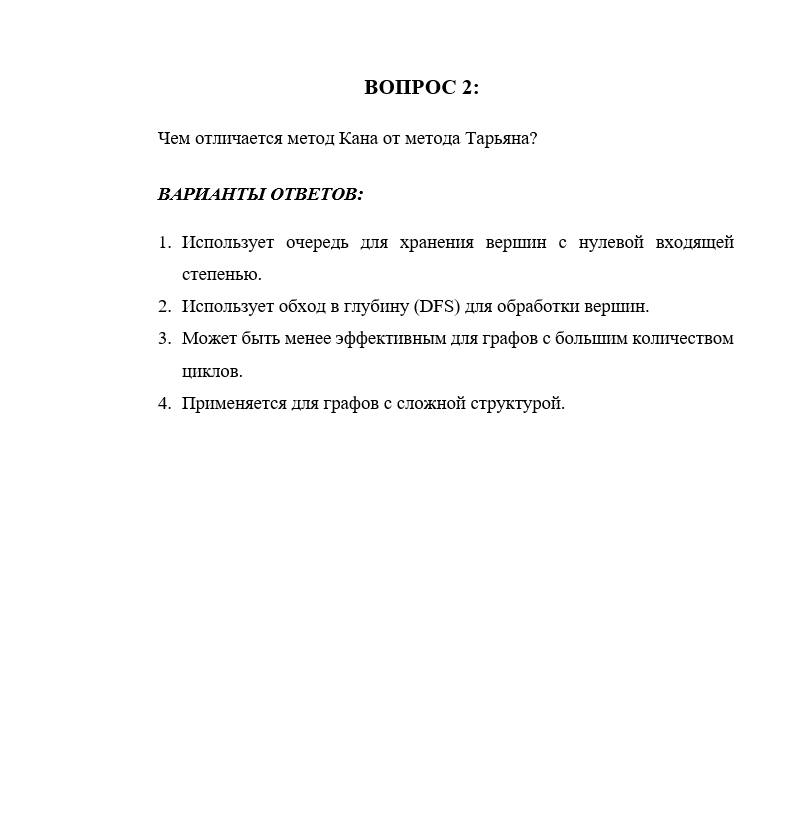 ВОПРОС 2:
Чем отличается метод Кана от метода Тарьяна?
ВАРИАНТЫ ОТВЕТОВ:
1. Использует очередь для хранения вершин с нулевой входящей
степенью.
2. Использует обход в глубину (DFS) для обработки вершин.
3. Может быть менее эффективным для графов с большим количеством
циклов.
4. Применяется для графов с сложной структурой.